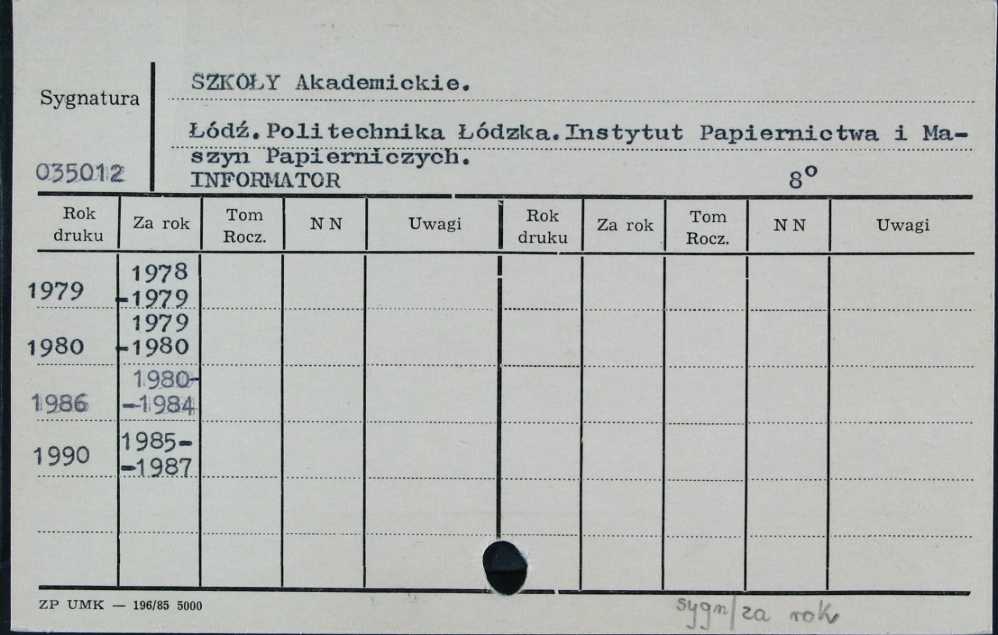 SZKOŁY Akademickie.
Sygnatura
Łódź.Politechnika Łódzka.Instytut Papiernictwa i Ma-
szyn Papierniczych.
035012
INFORMATOR 8°
Rok druku Za rok Tom Rocz. N N Uwagi Rok druku Za rok Tom Rocz. N N Uwagi
1979 1978
-1979
1980 1979
-1980
1986 1980-
-1984
1990 1985-
-1987
ZP UMK — 196/85 5000
sygn/za rok